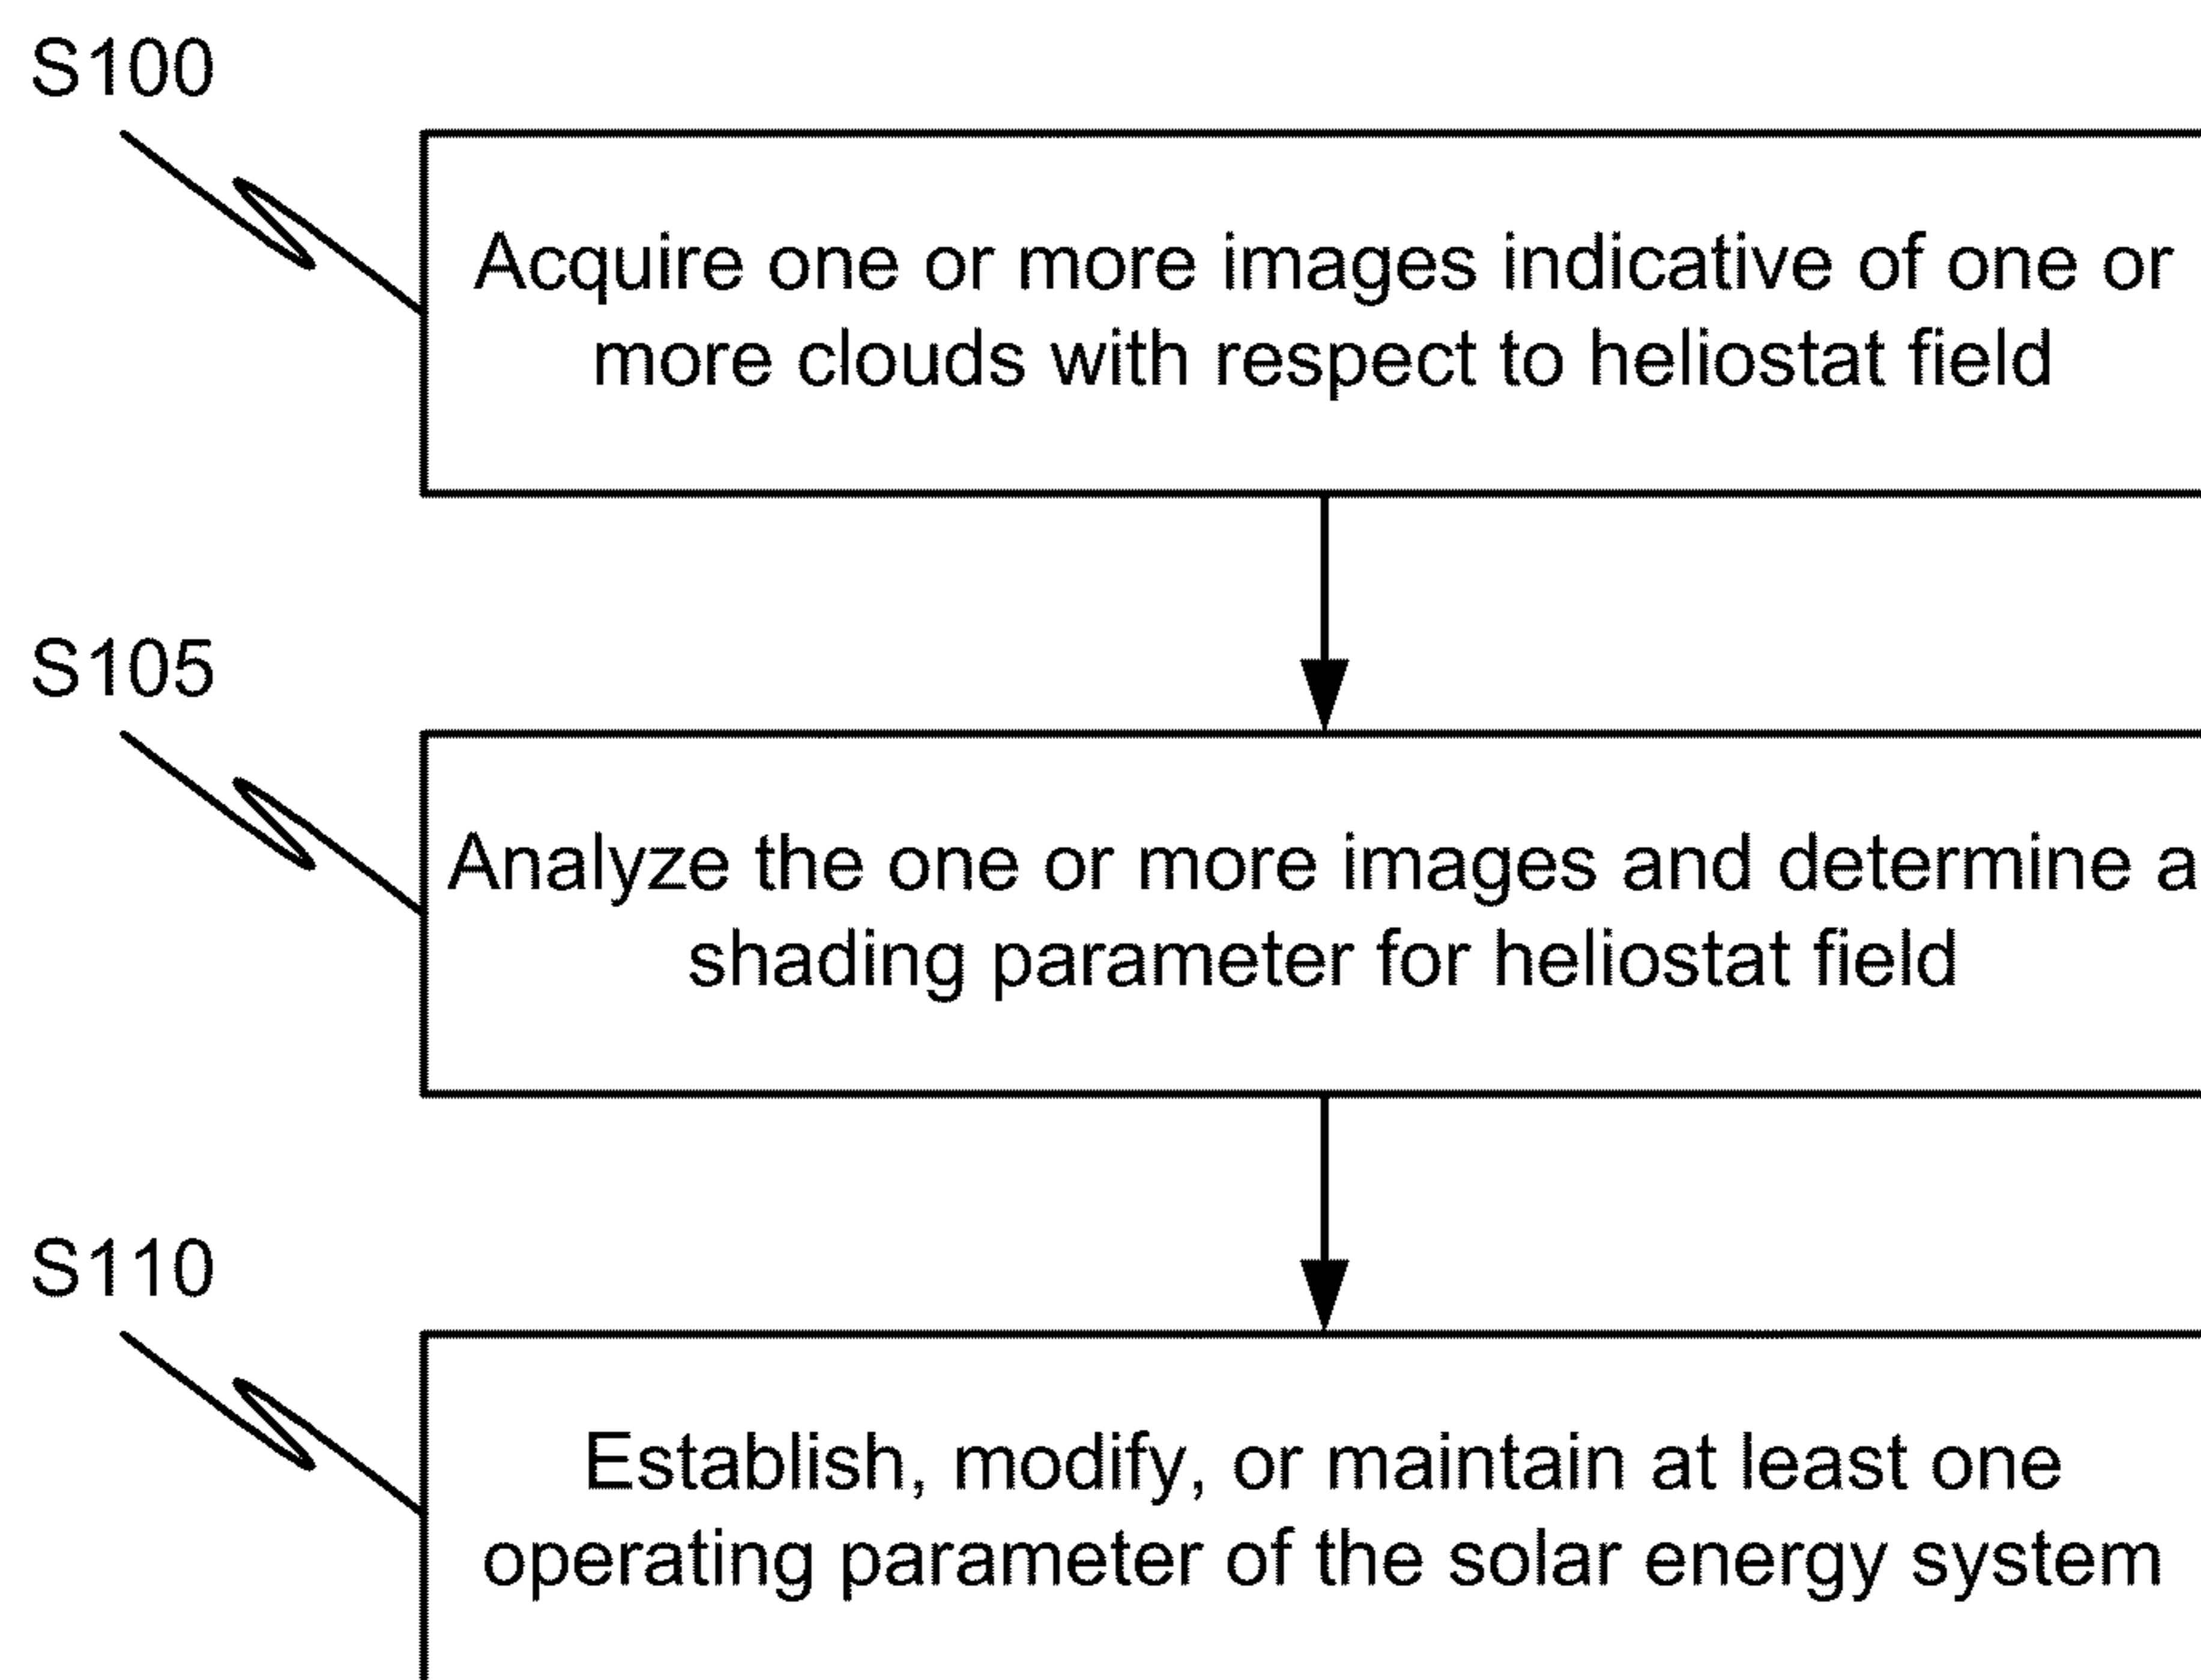 S100
Acquire one or more images indicative of one or
more clouds with respect to heliostat field
S105
Analyze the one or more images and determine a
shading parameter for heliostat field
S110
Establish, modify, or maintain at least one
operating parameter of the solar energy system